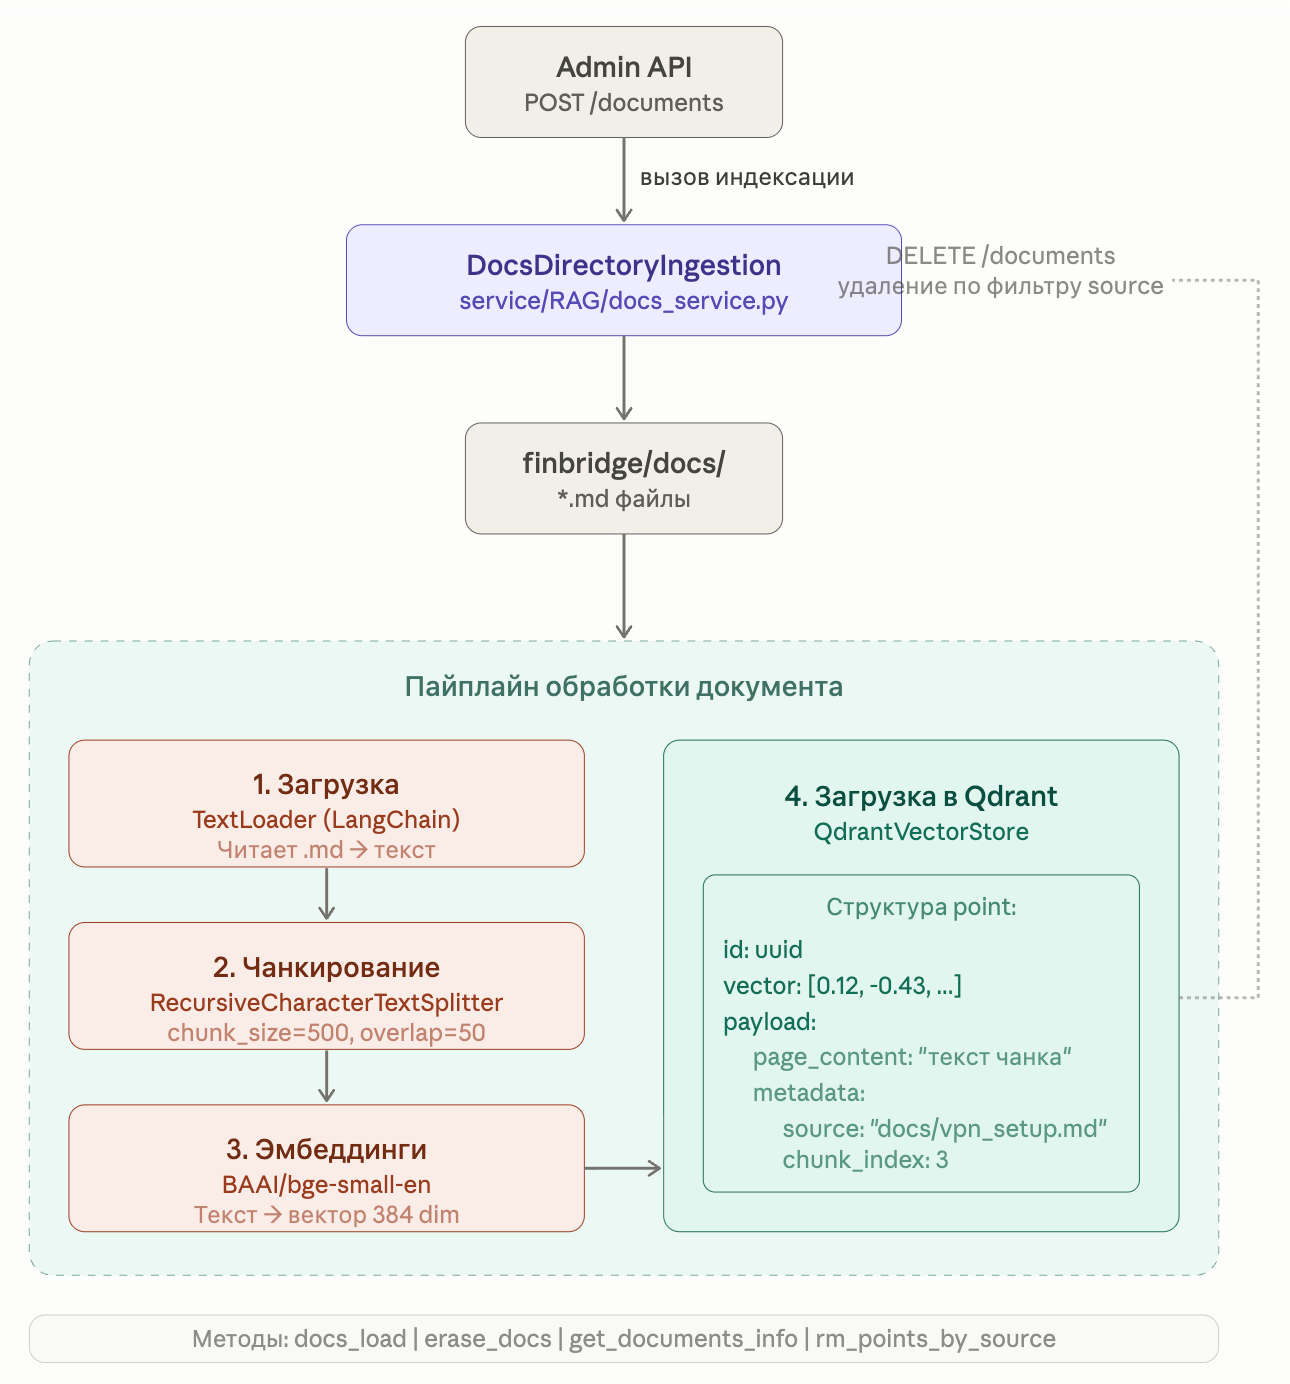 Admin API
POST /documents
вызов индексации
DocsDirectoryIngestion
service/RAG/docs_service.py
DELETE /documents
удаление по фильтру source
finbridge/docs/
*.md файлы
Пайплайн обработки документа
1. Загрузка
TextLoader (LangChain)
Читает .md → текст
2. Чанкирование
RecursiveCharacterTextSplitter
chunk_size=500, overlap=50
3. Эмбеддинги
BAAI/bge-small-en
Текст → вектор 384 dim
4. Загрузка в Qdrant
QdrantVectorStore
Структура point:
id: uuid
vector: [0.12, -0.43, ...]
payload:
page_content: "текст чанка"
metadata:
source: "docs/vpn_setup.md"
chunk_index: 3
Методы: docs_load | erase_docs | get_documents_info | rm_points_by_source